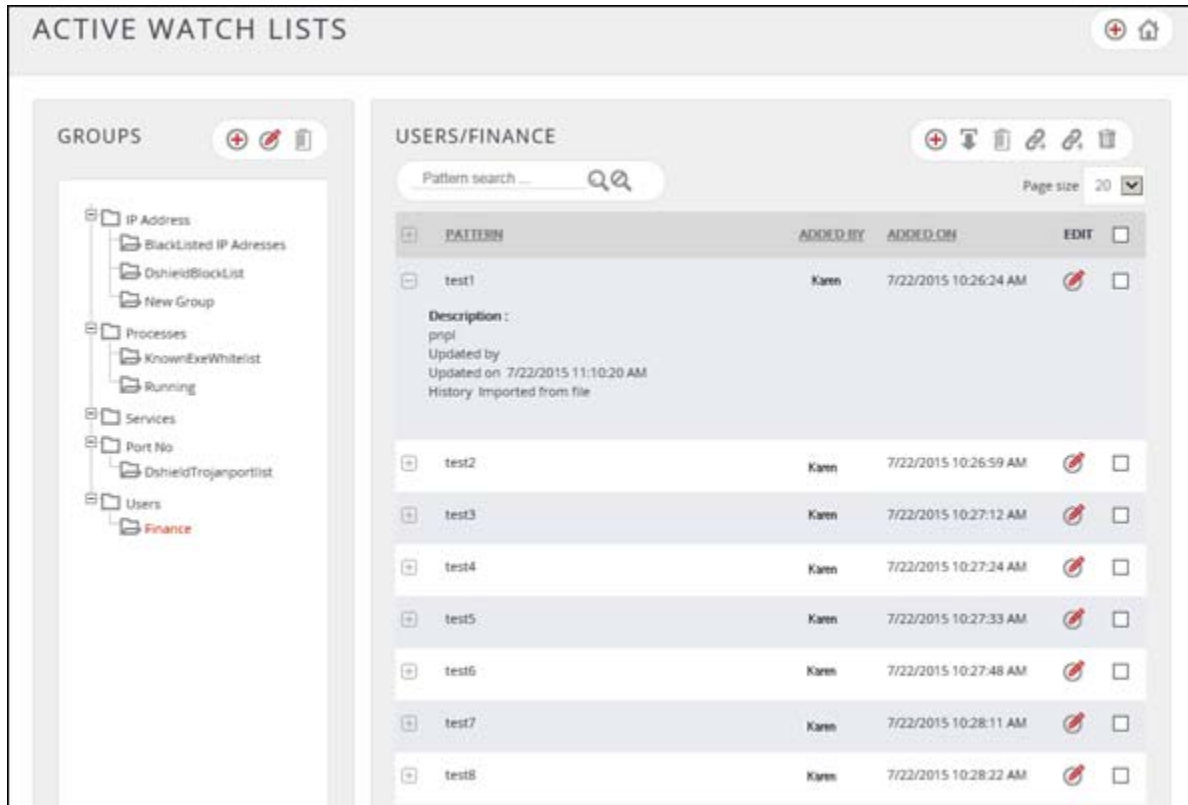 ACTIVE WATCH LISTS
GROUPS
IP Address
BlackListed IP Adresses
DshieldBlockList
New Group
Processes
KnownExeWhitelist
Running
Services
Port No
DshieldTrojanportlist
Users
Finance
USERS/FINANCE
Pattern search ...
Page size 20
PATTERN ADDED BY ADDED ON EDIT
test1 Karen 7/22/2015 10:26:24 AM
Description :
pnpl
Updated by
Updated on 7/22/2015 11:10:20 AM
History Imported from file
test2 Karen 7/22/2015 10:26:59 AM
test3 Karen 7/22/2015 10:27:12 AM
test4 Karen 7/22/2015 10:27:24 AM
test5 Karen 7/22/2015 10:27:33 AM
test6 Karen 7/22/2015 10:27:48 AM
test7 Karen 7/22/2015 10:28:11 AM
test8 Karen 7/22/2015 10:28:22 AM